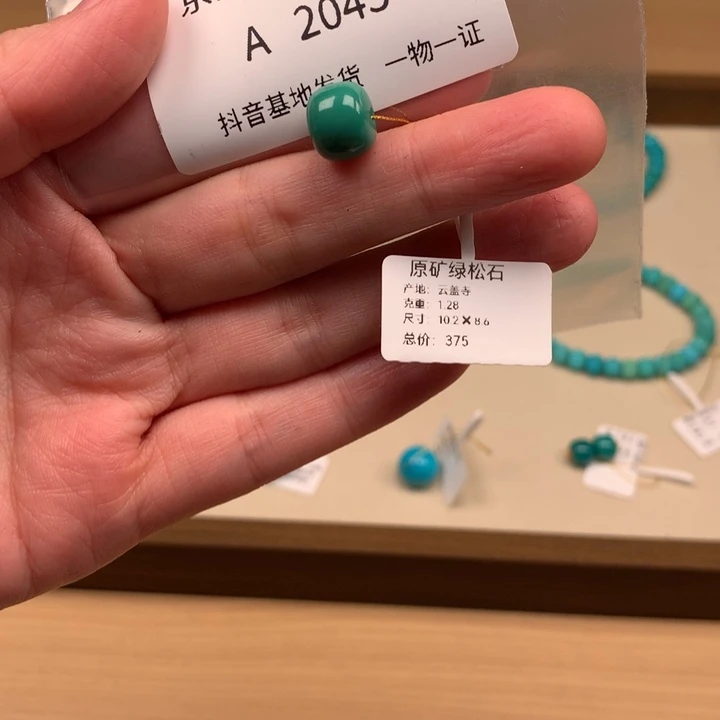 A 2045
抖音基地发货 一物一证
原矿绿松石
产地: 云盖寺
克重: 1.28
尺寸: 10.2×8.6
总价: 375